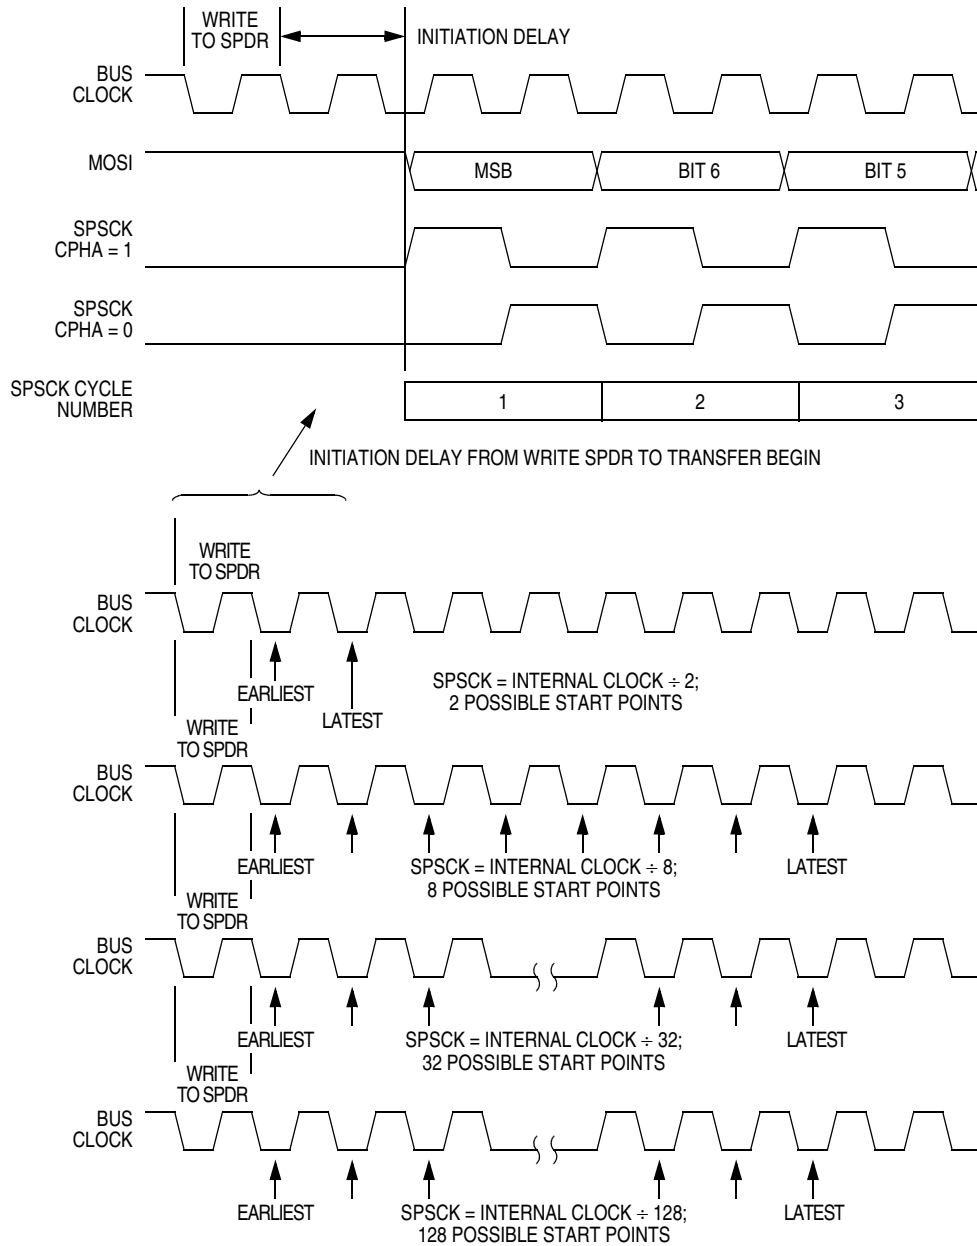 WRITE
TO SPDR
INITIATION DELAY
BUS
CLOCK
MOSI
MSB
BIT 6
BIT 5
SPSCK
CPHA = 1
SPSCK
CPHA = 0
SPSCK CYCLE
NUMBER
1
2
3
INITIATION DELAY FROM WRITE SPDR TO TRANSFER BEGIN
WRITE
TO SPDR
BUS
CLOCK
EARLIEST
LATEST
SPSCK = INTERNAL CLOCK ÷ 2;
2 POSSIBLE START POINTS
WRITE
TO SPDR
BUS
CLOCK
EARLIEST
SPSCK = INTERNAL CLOCK ÷ 8;
8 POSSIBLE START POINTS
LATEST
WRITE
TO SPDR
BUS
CLOCK
EARLIEST
SPSCK = INTERNAL CLOCK ÷ 32;
32 POSSIBLE START POINTS
LATEST
WRITE
TO SPDR
BUS
CLOCK
EARLIEST
SPSCK = INTERNAL CLOCK ÷ 128;
128 POSSIBLE START POINTS
LATEST